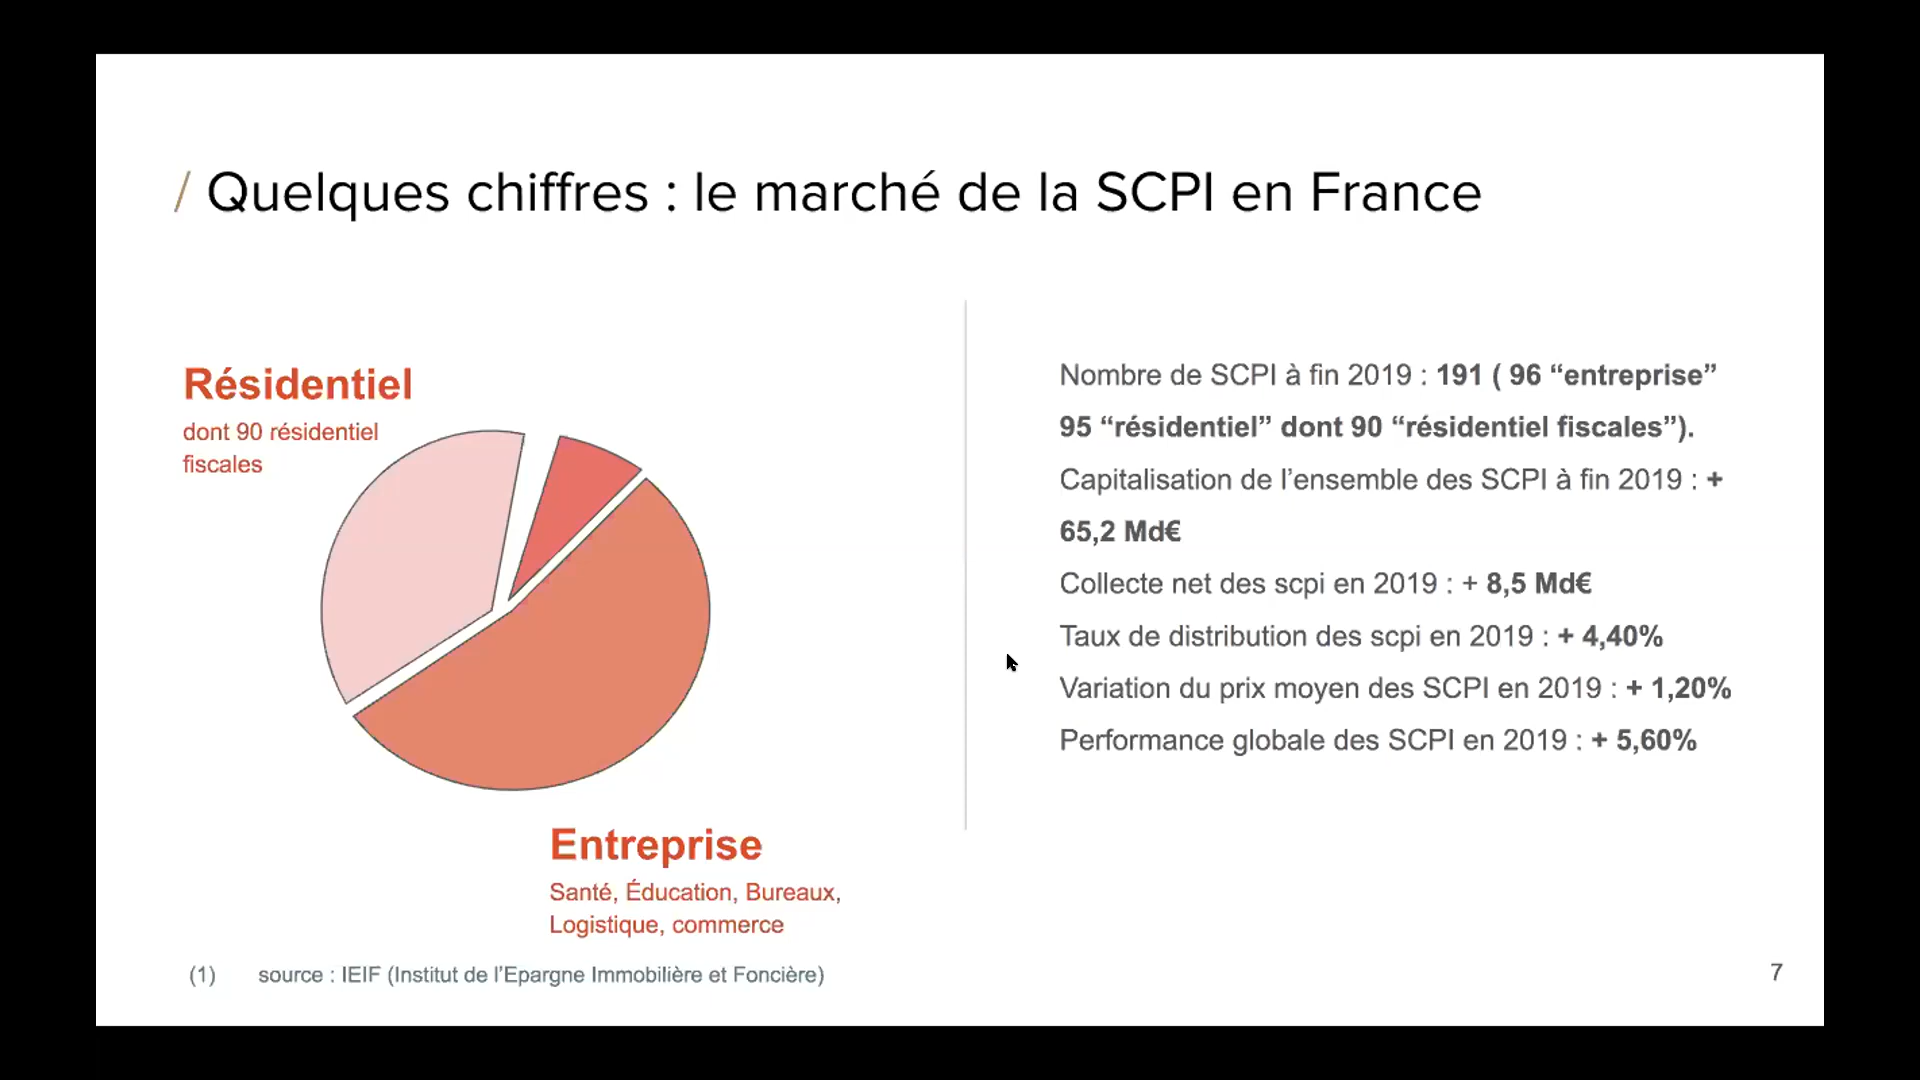 / Quelques chiffres : le marché de la SCPI en France
Résidentiel
dont 90 résidentiel
fiscales
Entreprise
Santé, Éducation, Bureaux,
Logistique, commerce
Nombre de SCPI à fin 2019 : 191 ( 96 “entreprise”
95 “résidentiel” dont 90 “résidentiel fiscales”).
Capitalisation de l’ensemble des SCPI à fin 2019 : +
65,2 Md€
Collecte net des scpi en 2019 : + 8,5 Md€
Taux de distribution des scpi en 2019 : + 4,40%
Variation du prix moyen des SCPI en 2019 : + 1,20%
Performance globale des SCPI en 2019 : + 5,60%
(1) source : IEIF (Institut de l’Epargne Immobilière et Foncière)
7